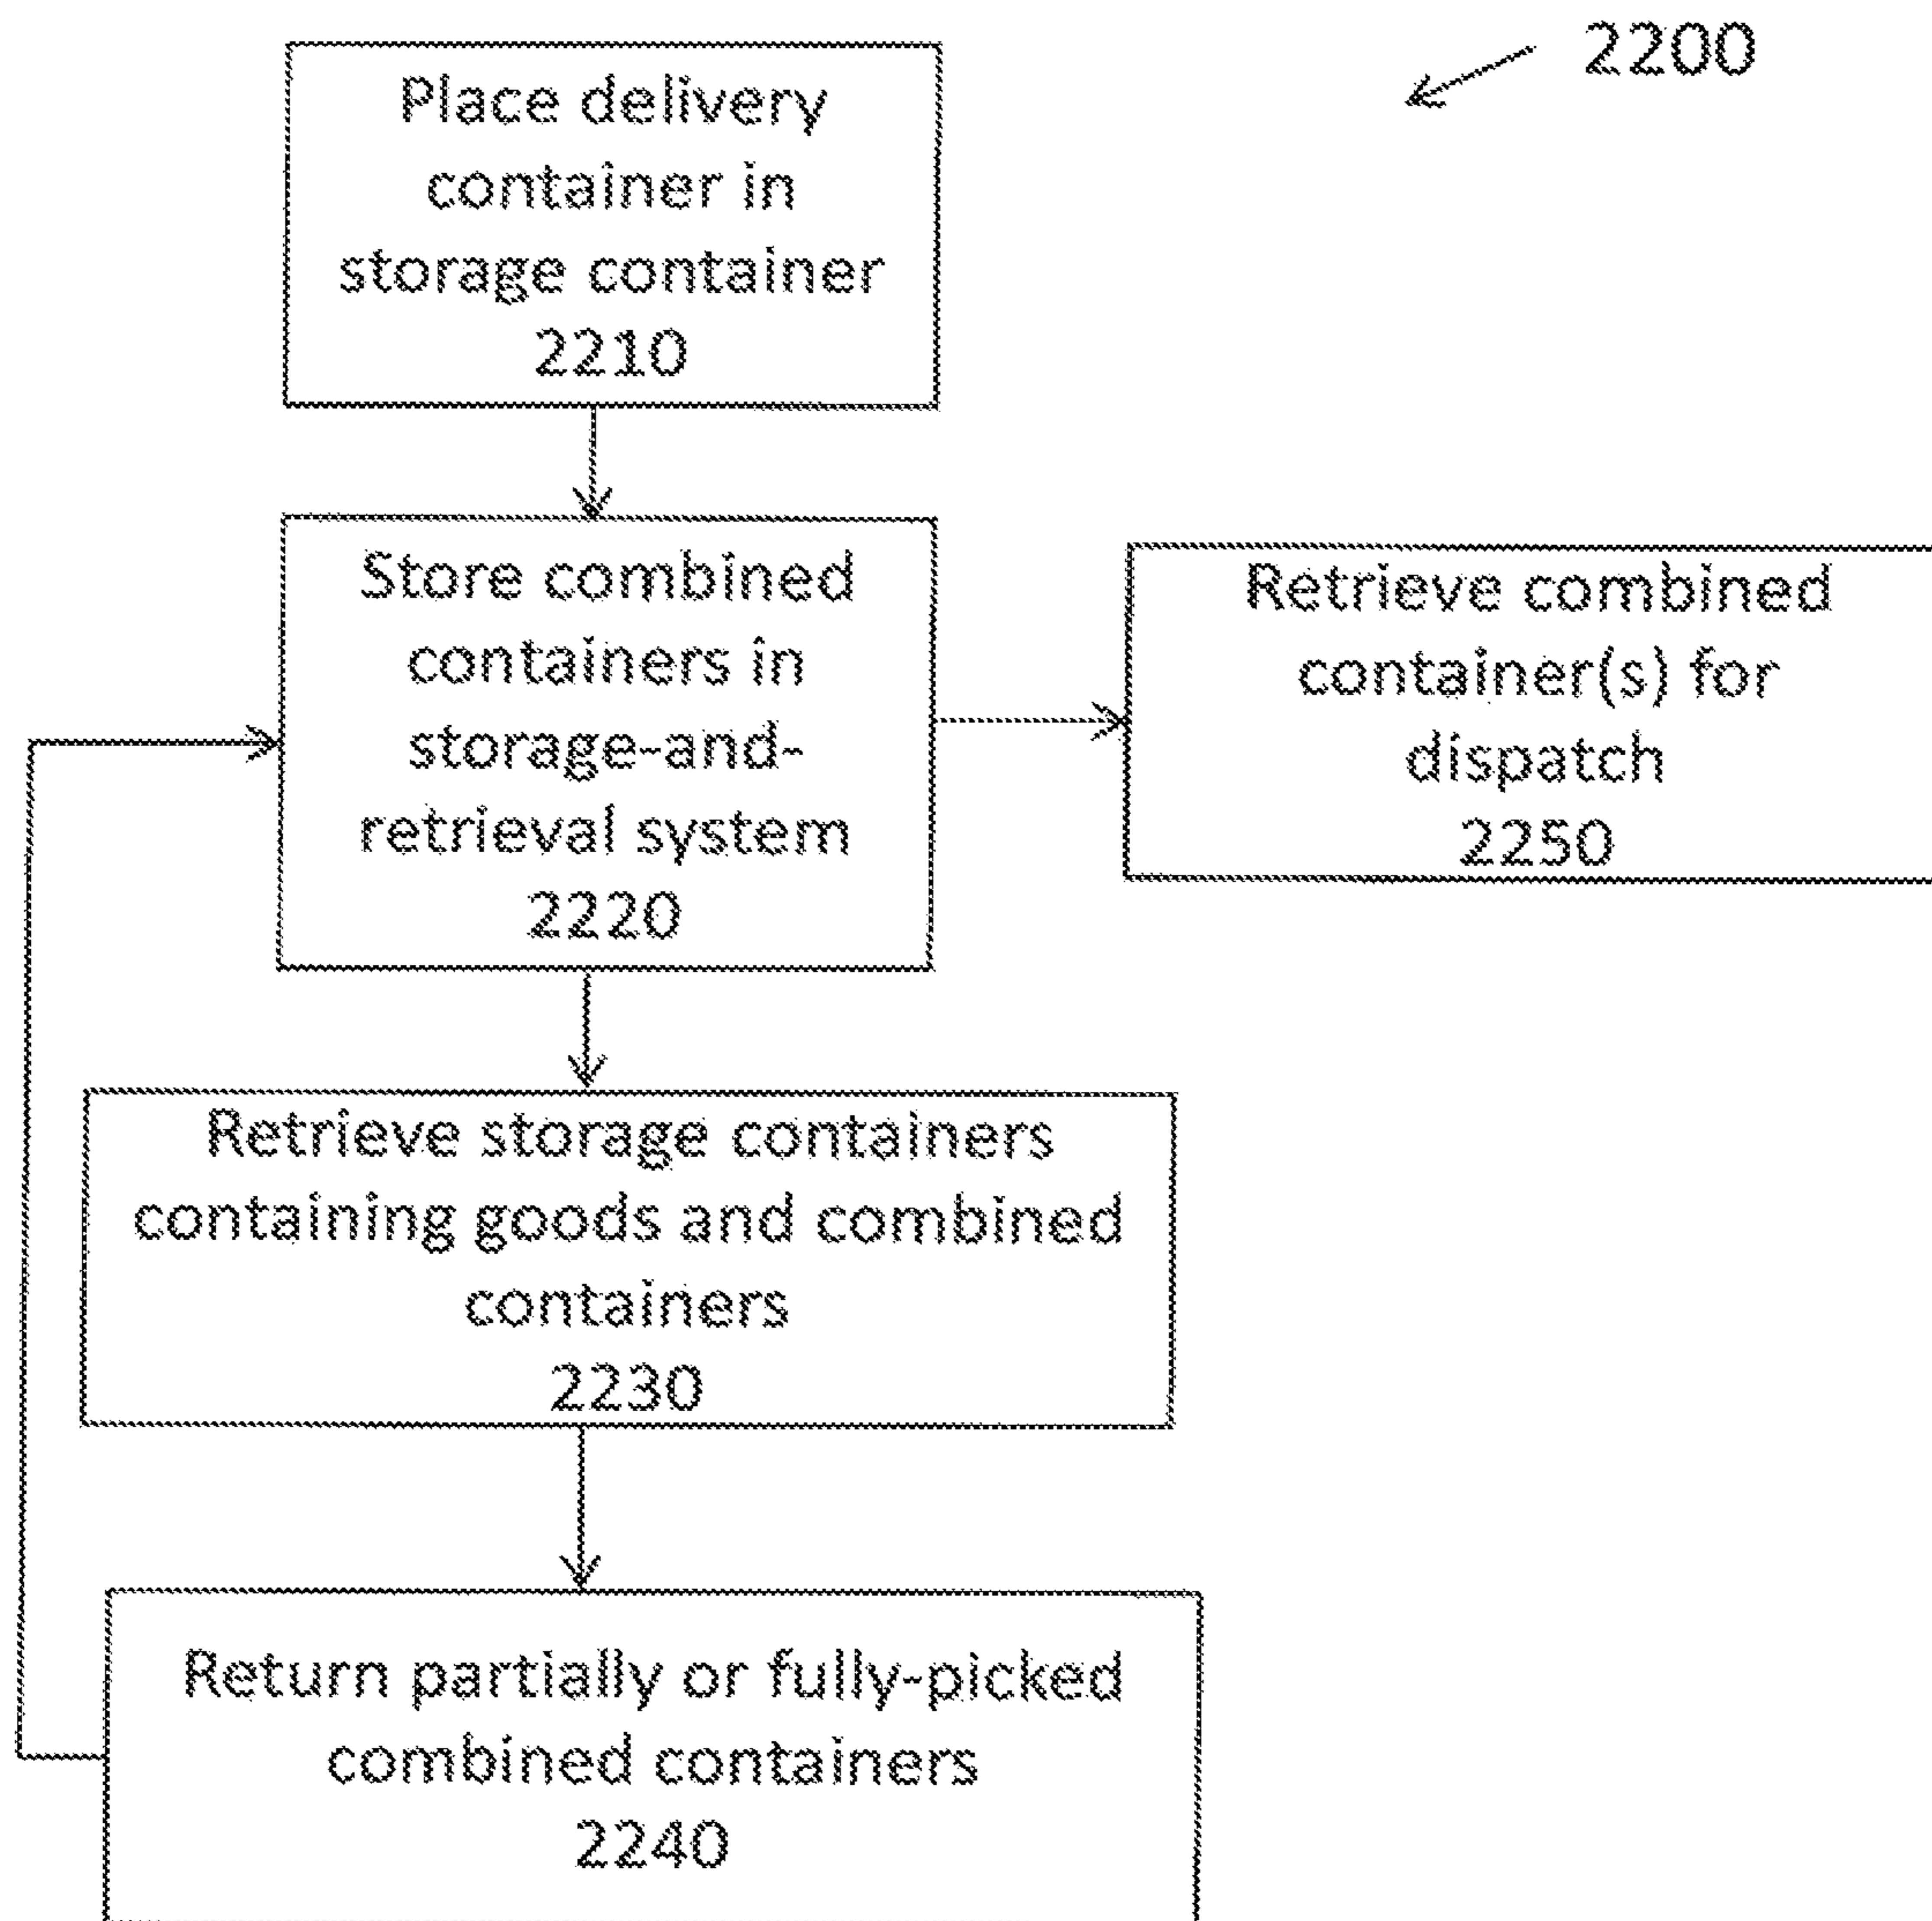 2200
Place delivery
container in
storage container
2210
Store combined
containers in
storage-and-
retrieval system
2220
Retrieve combined
container(s) for
dispatch
2250
Retrieve storage containers
containing goods and combined
containers
2230
Return partially or fully-picked
combined containers
2240